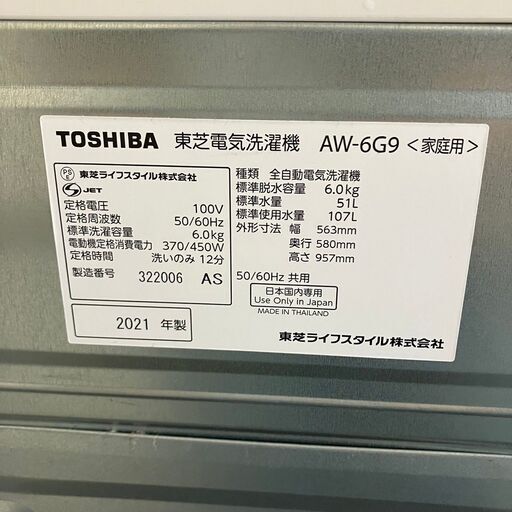 TOSHIBA 東芝電気洗濯機 AW-6G9 <家庭用>
PS
E
東芝ライフスタイル株式会社
S JET
定格電圧 100V
定格周波数 50/60Hz
標準洗濯容量 6.0kg
電動機定格消費電力 370/450W
定格時間 洗いのみ 12分
製造番号 322006 AS
2021 年製
種類 全自動電気洗濯機
標準脱水容量 6.0kg
標準水量 51L
標準使用水量 107L
外形寸法 幅 563mm
奥行 580mm
高さ 957mm
50/60Hz 共用
日本国内専用
Use Only in Japan
MADE IN THAILAND
東芝ライフスタイル株式会社